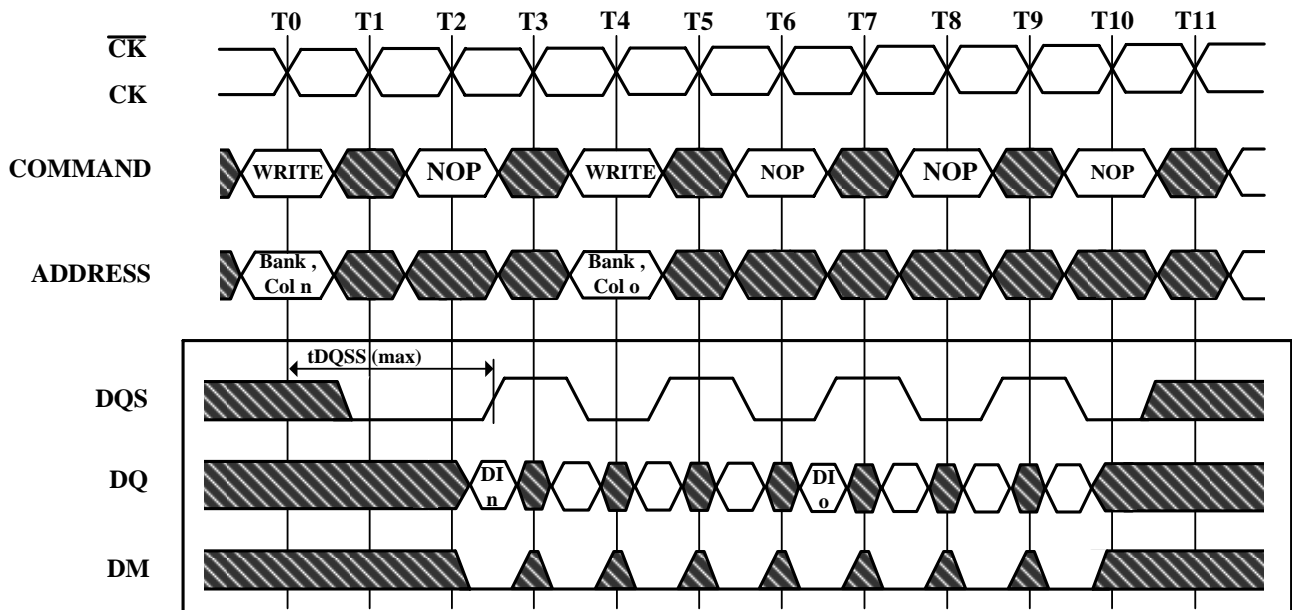 T0 T1 T2 T3 T4 T5 T6 T7 T8 T9 T10 T11
CK
CK
COMMAND WRITE NOP WRITE NOP NOP NOP
ADDRESS
Bank , Bank ,
Col n Col o
tDQSS (max)
DQS
DQ
DI DI
n o
DM